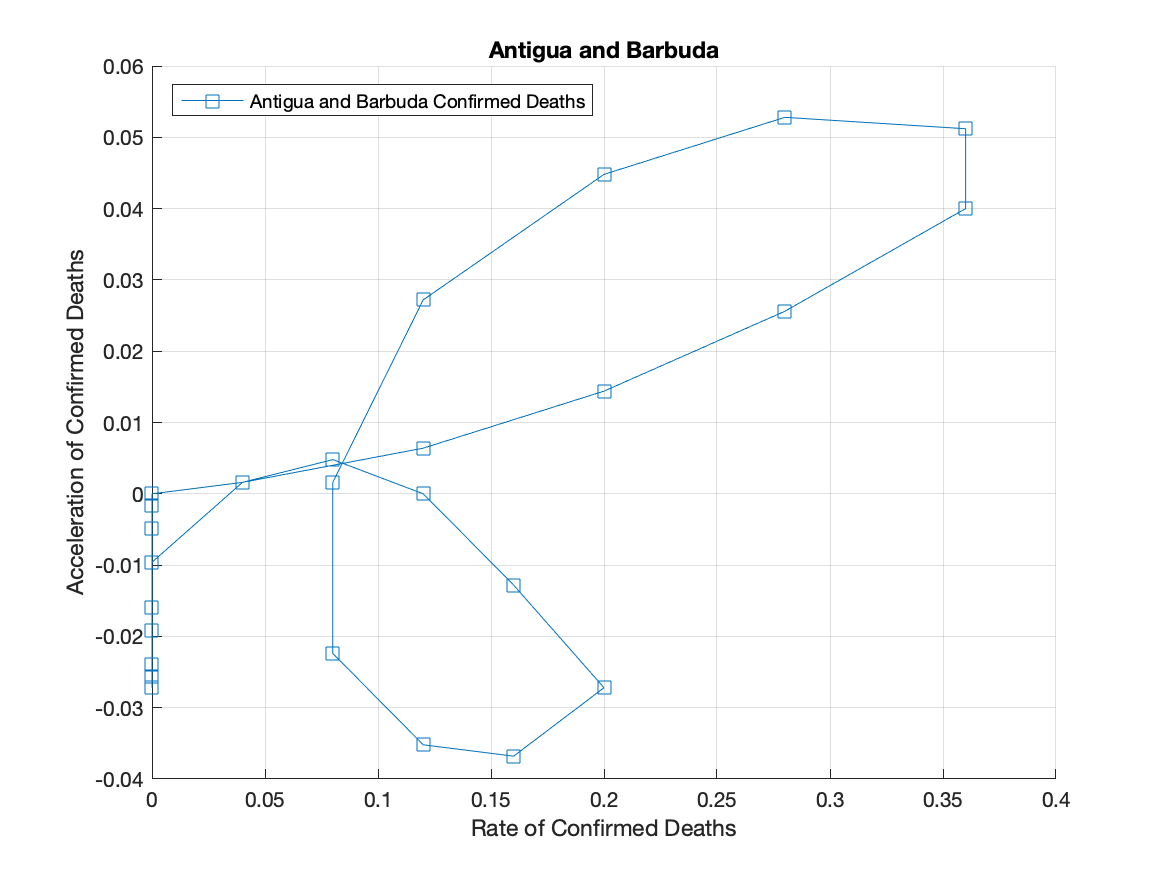 Antigua and Barbuda
Antigua and Barbuda Confirmed Deaths
0.06
0.05
0.04
0.03
0.02
0.01
0
-0.01
-0.02
-0.03
-0.04
Acceleration of Confirmed Deaths
0 0.05 0.1 0.15 0.2 0.25 0.3 0.35 0.4
Rate of Confirmed Deaths